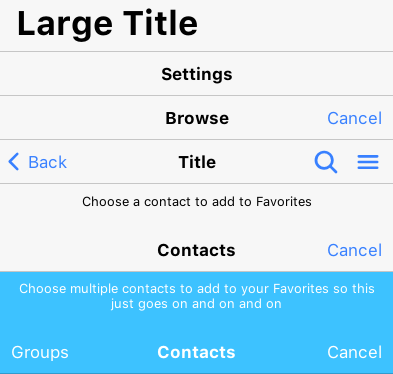 Large Title
Settings
Browse Cancel
Back Title
Choose a contact to add to Favorites
Contacts Cancel
Choose multiple contacts to add to your Favorites so this
just goes on and on and on
Groups Contacts Cancel